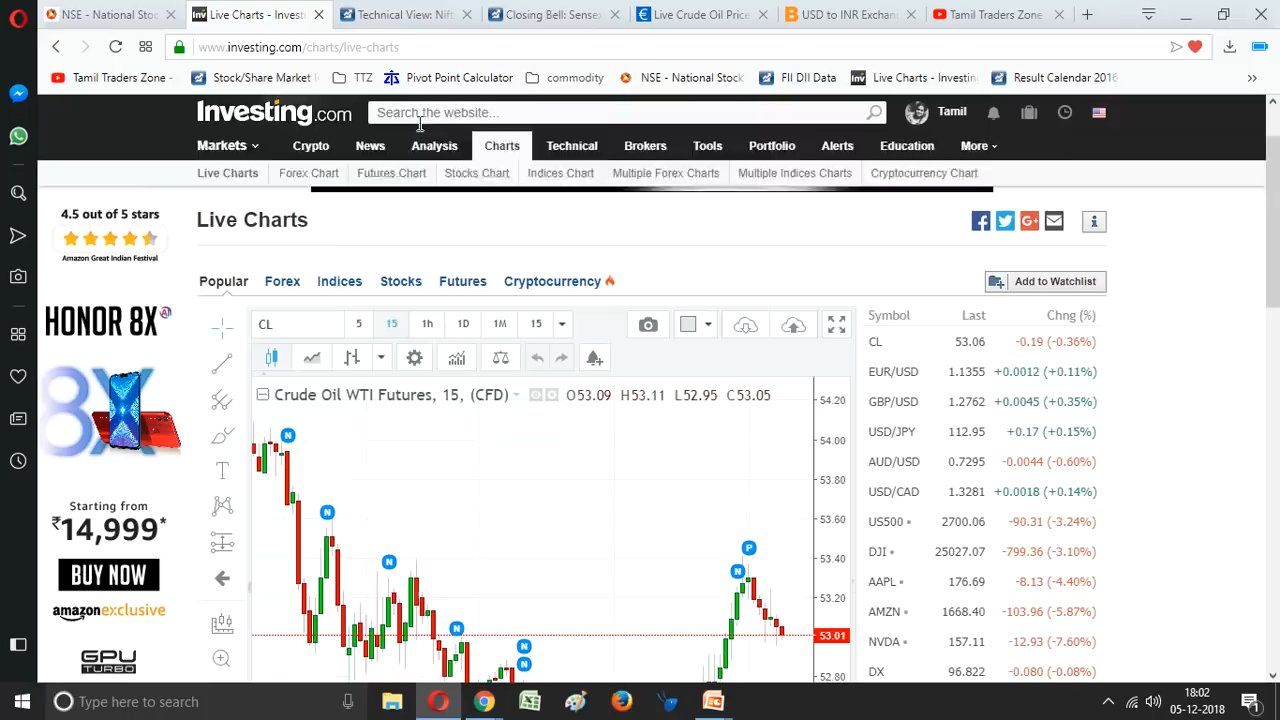 NSE - National Stock
Live Charts - Investi
Technical View: Nift
Closing Bell: Sensex
Live Crude Oil Price
USD to INR Exchan
Tamil Traders Zone
www.investing.com/charts/live-charts
Tamil Traders Zone -
Stock/Share Market I
TTZ
Pivot Point Calculator
commodity
NSE - National Stock
FII DII Data
Live Charts - Investin
Result Calendar 2016
Investing.com
Search the website...
Tamil
Markets
Crypto
News
Analysis
Charts
Technical
Brokers
Tools
Portfolio
Alerts
Education
More
Live Charts
Forex Chart
Futures Chart
Stocks Chart
Indices Chart
Multiple Forex Charts
Multiple Indices Charts
Cryptocurrency Chart
4.5 out of 5 stars
Amazon Great Indian Festival
HONOR 8X AI
8X
Starting from
₹14,999*
BUY NOW
amazonexclusive
GPU
TURBO
Live Charts
Popular
Forex
Indices
Stocks
Futures
Cryptocurrency
Add to Watchlist
CL
5
15
1h
1D
1M
15
Crude Oil WTI Futures, 15, (CFD)
O53.09 H53.11 L52.95 C53.05
54.20
54.00
53.80
53.60
53.40
53.20
53.01
52.80
N
N
N
N
N
N
N
P
T
Symbol Last Chng (%)
CL 53.06 -0.19 (-0.36%)
EUR/USD 1.1355 +0.0012 (+0.11%)
GBP/USD 1.2762 +0.0045 (+0.35%)
USD/JPY 112.95 +0.17 (+0.15%)
AUD/USD 0.7295 -0.0044 (-0.60%)
USD/CAD 1.3281 +0.0018 (+0.14%)
US500 2700.06 -90.31 (-3.24%)
DJI 25027.07 -799.36 (-3.10%)
AAPL 176.69 -8.13 (-4.40%)
AMZN 1668.40 -103.96 (-5.87%)
NVDA 157.11 -12.93 (-7.60%)
DX 96.822 -0.080 (-0.08%)
Type here to search
18:02
05-12-2018
1